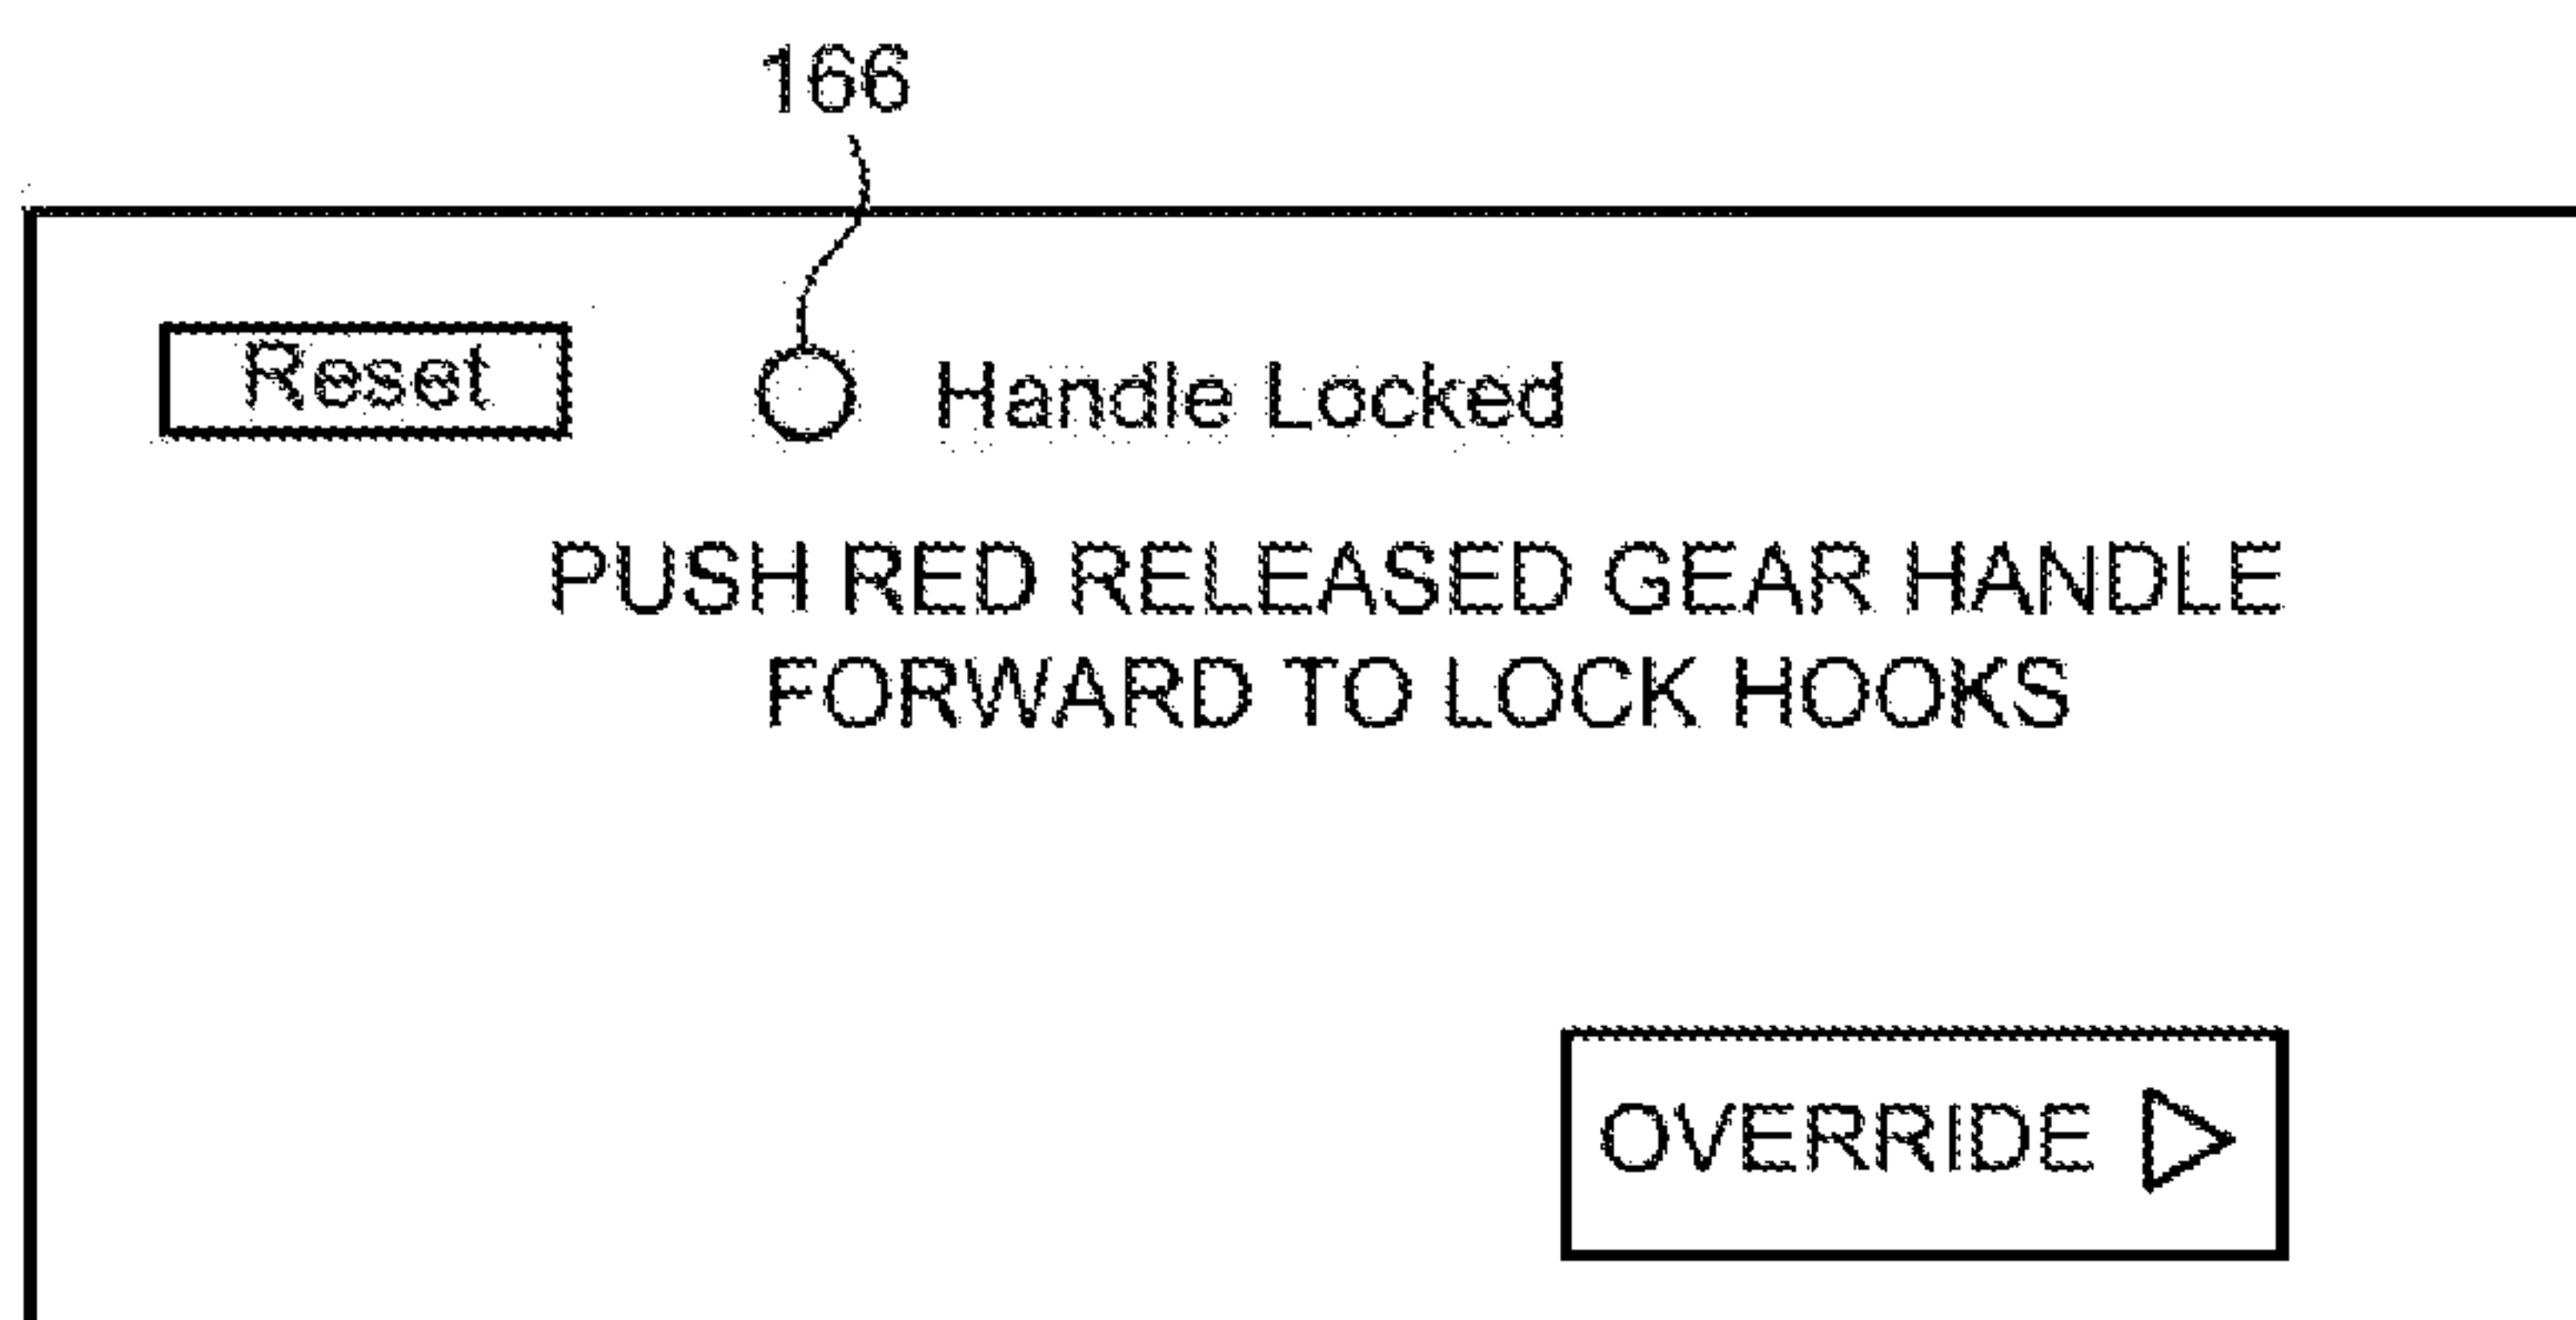 166
Reset
Handle Locked
PUSH RED RELEASED GEAR HANDLE
FORWARD TO LOCK HOOKS
OVERRIDE